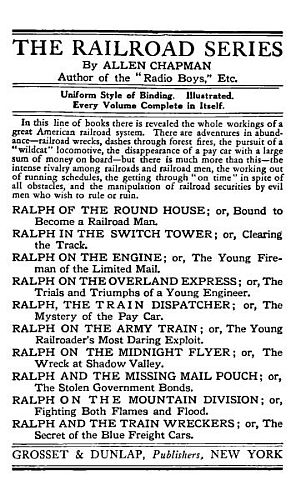 THE RAILROAD SERIES
By ALLEN CHAPMAN
Author of the "Radio Boys," Etc.
Uniform Style of Binding. Illustrated.
Every Volume Complete in Itself.
In this line of books there is revealed the whole workings of a
great American railroad system. There are adventures in abund-
ance—railroad wrecks, dashes through forest fires, the pursuit of a
"wildcat" locomotive, the disappearance of a pay car with a large
sum of money on board—but there is much more than this—the
intense rivalry among railroads and railroad men, the working out
of running schedules, the getting through "on time" in spite of
all obstacles, and the manipulation of railroad securities by evil
men who wish to rule or ruin.
RALPH OF THE ROUND HOUSE; or, Bound to
Become a Railroad Man.
RALPH IN THE SWITCH TOWER; or, Clearing
the Track.
RALPH ON THE ENGINE; or, The Young Fire-
man of the Limited Mail.
RALPH ON THE OVERLAND EXPRESS; or, The
Trials and Triumphs of a Young Engineer.
RALPH, THE TRAIN DISPATCHER; or, The
Mystery of the Pay Car.
RALPH ON THE ARMY TRAIN; or, The Young
Railroader's Most Daring Exploit.
RALPH ON THE MIDNIGHT FLYER; or, The
Wreck at Shadow Valley.
RALPH AND THE MISSING MAIL POUCH; or,
The Stolen Government Bonds.
RALPH ON THE MOUNTAIN DIVISION; or,
Fighting Both Flames and Flood.
RALPH AND THE TRAIN WRECKERS; or, The
Secret of the Blue Freight Cars.
GROSSET & DUNLAP, Publishers, NEW YORK